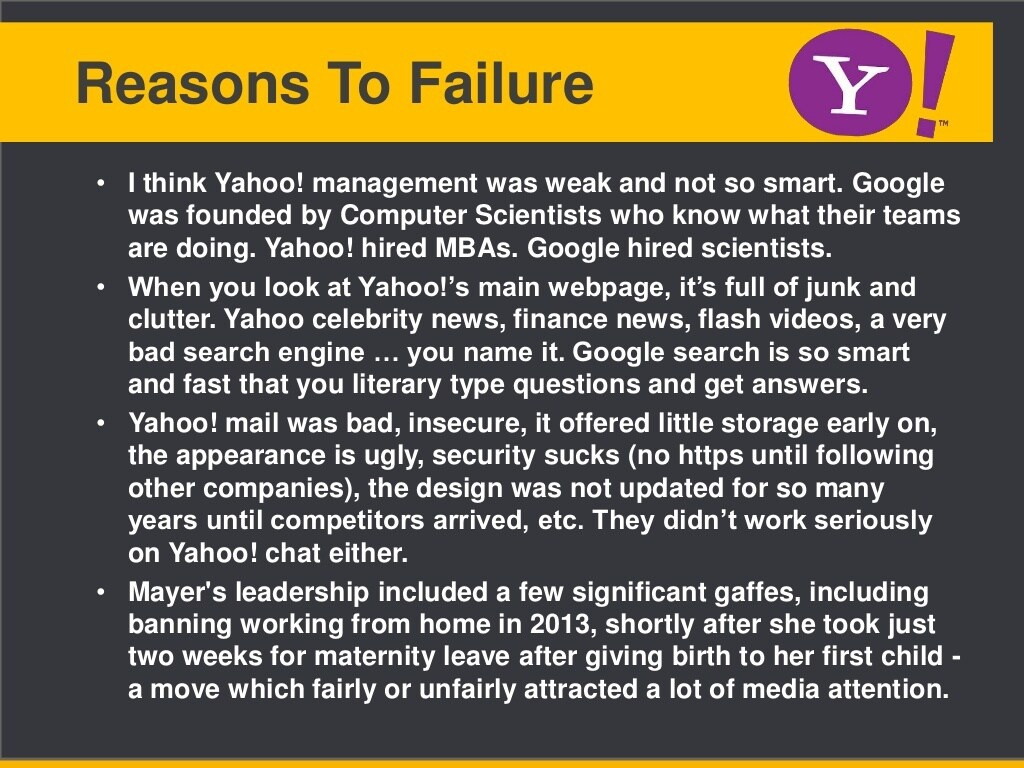 Reasons To Failure
Y!
™
• I think Yahoo! management was weak and not so smart. Google
was founded by Computer Scientists who know what their teams
are doing. Yahoo! hired MBAs. Google hired scientists.
• When you look at Yahoo!’s main webpage, it’s full of junk and
clutter. Yahoo celebrity news, finance news, flash videos, a very
bad search engine … you name it. Google search is so smart
and fast that you literary type questions and get answers.
• Yahoo! mail was bad, insecure, it offered little storage early on,
the appearance is ugly, security sucks (no https until following
other companies), the design was not updated for so many
years until competitors arrived, etc. They didn’t work seriously
on Yahoo! chat either.
• Mayer's leadership included a few significant gaffes, including
banning working from home in 2013, shortly after she took just
two weeks for maternity leave after giving birth to her first child -
a move which fairly or unfairly attracted a lot of media attention.